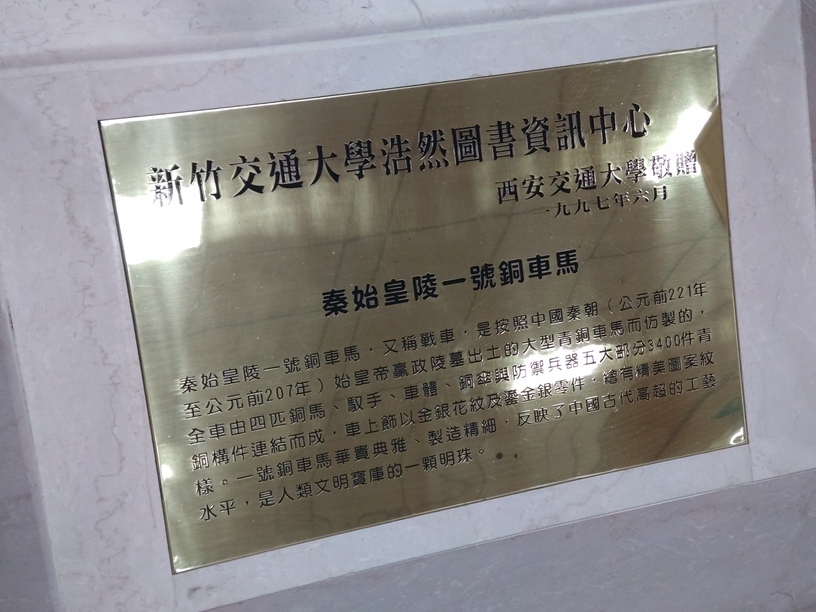 新竹交通大學浩然圖書資訊中心
西安交通大學敬贈
一九九七年六月
秦始皇陵一號銅車馬
秦始皇陵一號銅車馬，又稱戰車，是按照中國秦朝（公元前221年
至公元前207年）始皇帝嬴政陵墓出土的大型青銅車馬而仿製的，
全車由四匹銅馬、馭手、車體、銅傘與防禦兵器五大部分3400件青
銅構件連結而成，車上飾以金銀花紋及鎏金銀零件，繪有精美圖案紋
樣。一號銅車馬華貴典雅、製造精細，反映了中國古代高超的工藝
水平，是人類文明寶庫的一顆明珠。